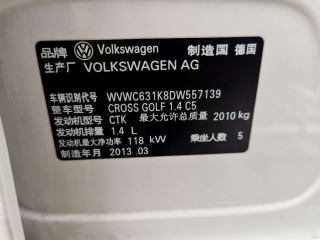 品牌 Volkswagen 制造国 德国
生产厂 VOLKSWAGEN AG
车辆识别代号 WVWC631K8DW557139
整车型号 CROSS GOLF 1.4 C5
发动机型号 CTK 最大允许总质量 2010 kg
发动机排量 1.4 L
发动机最大净功率 118 kW 乘坐人数 5
制造年月 2013 .03